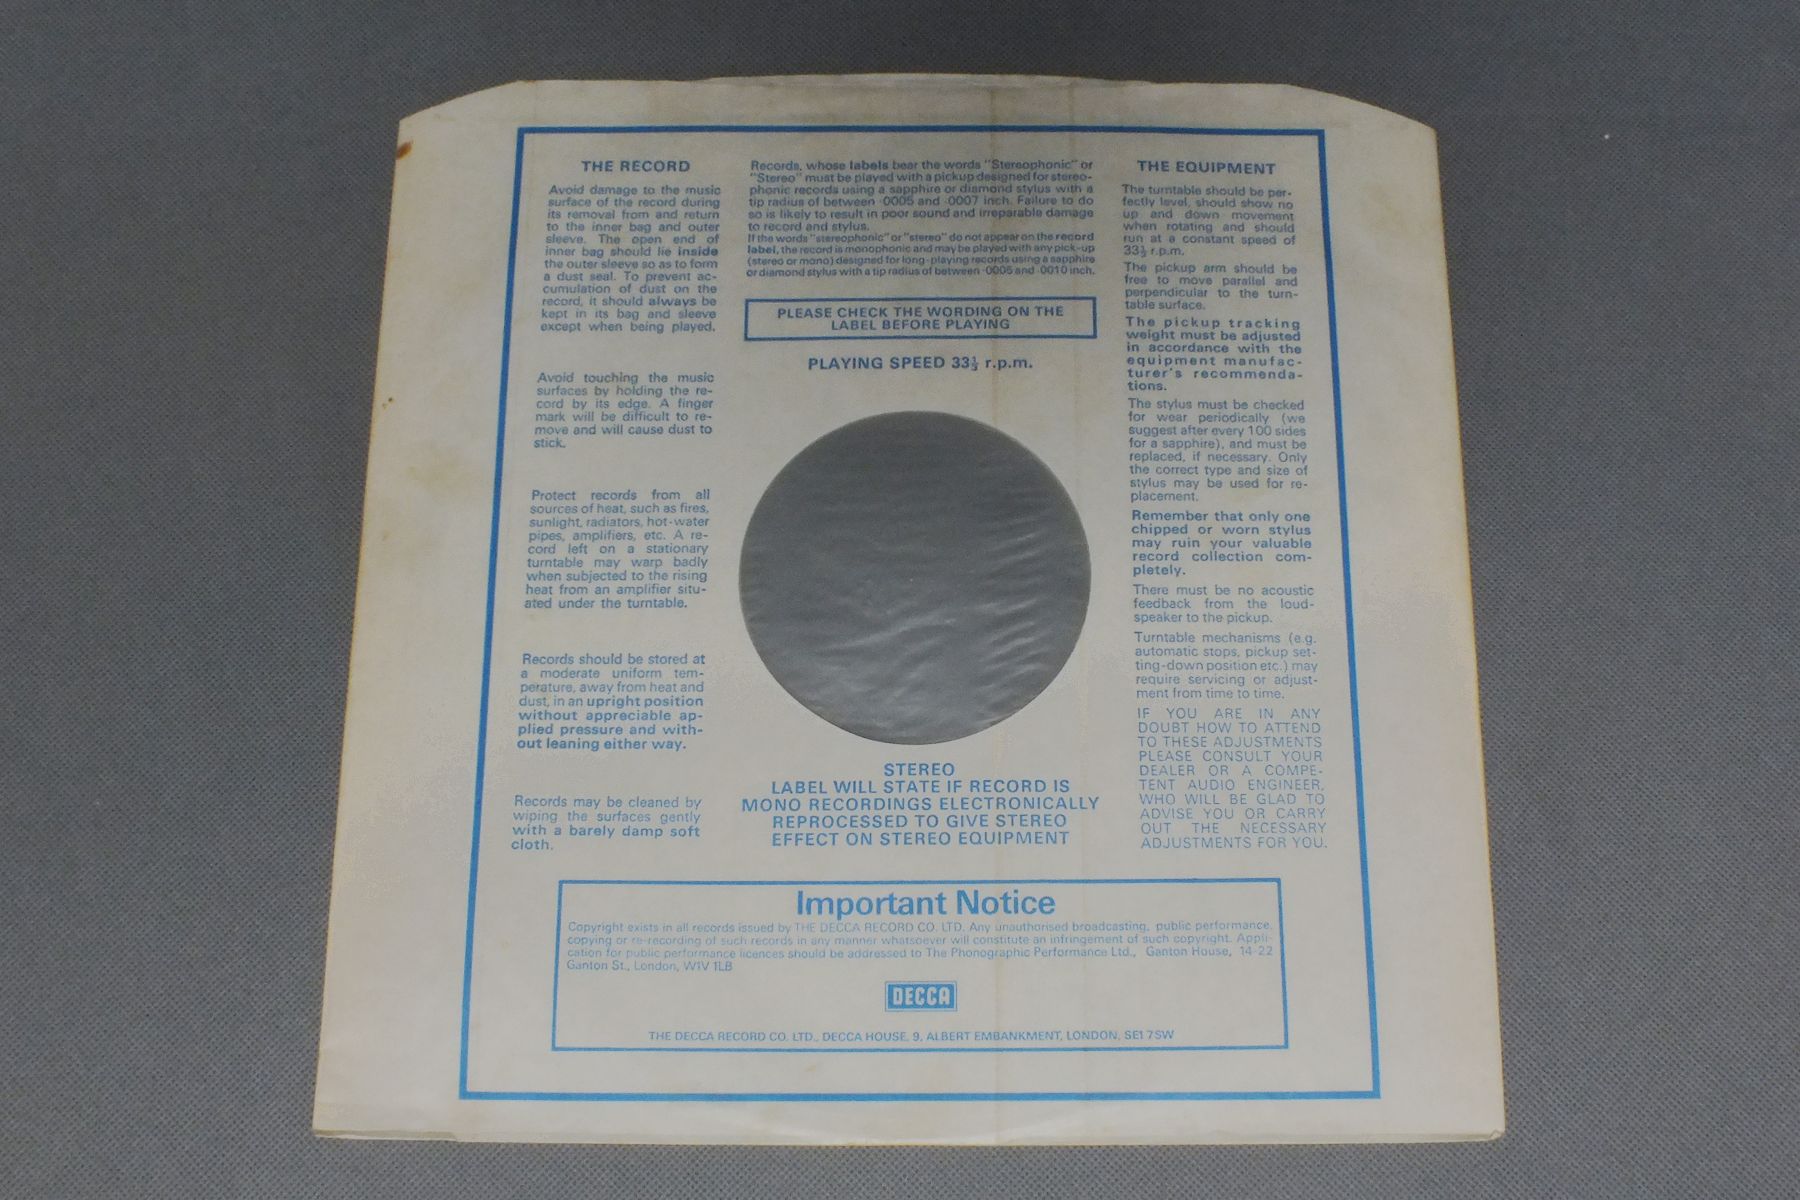 THE RECORD
Avoid damage to the music
surface of the record during
its removal from and return
to the inner bag and outer
sleeve. The open end of
inner bag should lie inside
the outer sleeve so as to form
a dust seal. To prevent ac-
cumulation of dust on the
record, it should always be
kept in its bag and sleeve
except when being played.
Avoid touching the music
surfaces by holding the re-
cord by its edge. A finger
mark will be difficult to re-
move and will cause dust to
stick.
Protect records from all
sources of heat, such as fires,
sunlight, radiators, hot-water
pipes, amplifiers, etc. A re-
cord left on a stationary
turntable may warp badly
when subjected to the rising
heat from an amplifier situ-
ated under the turntable.
Records should be stored at
a moderate uniform tem-
perature, away from heat and
dust, in an upright position
without appreciable ap-
plied pressure and with-
out leaning either way.
Records may be cleaned by
wiping the surfaces gently
with a barely damp soft
cloth.
Records, whose labels bear the words "Stereophonic" or
"Stereo" must be played with a pickup designed for stereo-
phonic records using a sapphire or diamond stylus with a
tip radius of between ·0005 and ·0007 inch. Failure to do
so is likely to result in poor sound and irreparable damage
to record and stylus.
If the words "stereophonic" or "stereo" do not appear on the record
label, the record is monophonic and may be played with any pick-up
(stereo or mono) designed for long-playing records using a sapphire
or diamond stylus with a tip radius of between ·0005 and ·0010 inch.
PLEASE CHECK THE WORDING ON THE
LABEL BEFORE PLAYING
PLAYING SPEED 33⅓ r.p.m.
STEREO
LABEL WILL STATE IF RECORD IS
MONO RECORDINGS ELECTRONICALLY
REPROCESSED TO GIVE STEREO
EFFECT ON STEREO EQUIPMENT
THE EQUIPMENT
The turntable should be per-
fectly level, should show no
up and down movement
when rotating and should
run at a constant speed of
33⅓ r.p.m.
The pickup arm should be
free to move parallel and
perpendicular to the turn-
table surface.
The pickup tracking
weight must be adjusted
in accordance with the
equipment manufac-
turer's recommenda-
tions.
The stylus must be checked
for wear periodically (we
suggest after every 100 sides
for a sapphire), and must be
replaced, if necessary. Only
the correct type and size of
stylus may be used for re-
placement.
Remember that only one
chipped or worn stylus
may ruin your valuable
record collection com-
pletely.
There must be no acoustic
feedback from the loud-
speaker to the pickup.
Turntable mechanisms (e.g.
automatic stops, pickup set-
ting-down position etc.) may
require servicing or adjust-
ment from time to time.
IF YOU ARE IN ANY
DOUBT HOW TO ATTEND
TO THESE ADJUSTMENTS
PLEASE CONSULT YOUR
DEALER OR A COMPE-
TENT AUDIO ENGINEER,
WHO WILL BE GLAD TO
ADVISE YOU OR CARRY
OUT THE NECESSARY
ADJUSTMENTS FOR YOU.
Important Notice
Copyright exists in all records issued by THE DECCA RECORD CO. LTD. Any unauthorised broadcasting, public performance,
copying or re-recording of such records in any manner whatsoever will constitute an infringement of such copyright. Appli-
cation for public performance licences should be addressed to The Phonographic Performance Ltd., Ganton House, 14-22
Ganton St., London, W1V 1LB
DECCA
THE DECCA RECORD CO. LTD., DECCA HOUSE, 9, ALBERT EMBANKMENT, LONDON, SE1 7SW